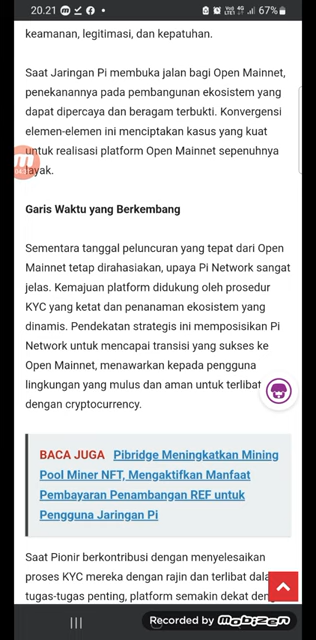 20.21
67%
keamanan, legitimasi, dan kepatuhan.
Saat Jaringan Pi membuka jalan bagi Open Mainnet,
penekanannya pada pembangunan ekosistem yang
dapat dipercaya dan beragam terbukti. Konvergensi
elemen-elemen ini menciptakan kasus yang kuat
untuk realisasi platform Open Mainnet sepenuhnya
layak.
Garis Waktu yang Berkembang
Sementara tanggal peluncuran yang tepat dari Open
Mainnet tetap dirahasiakan, upaya Pi Network sangat
jelas. Kemajuan platform didukung oleh prosedur
KYC yang ketat dan penanaman ekosistem yang
dinamis. Pendekatan strategis ini memposisikan Pi
Network untuk mencapai transisi yang sukses ke
Open Mainnet, menawarkan kepada pengguna
lingkungan yang mulus dan aman untuk terlibat
dengan cryptocurrency.
BACA JUGA Pibridge Meningkatkan Mining
Pool Miner NFT, Mengaktifkan Manfaat
Pembayaran Penambangan REF untuk
Pengguna Jaringan Pi
Saat Pionir berkontribusi dengan menyelesaikan
proses KYC mereka dengan rajin dan terlibat
tugas-tugas penting, platform semakin dekat
Recorded by Mobizen